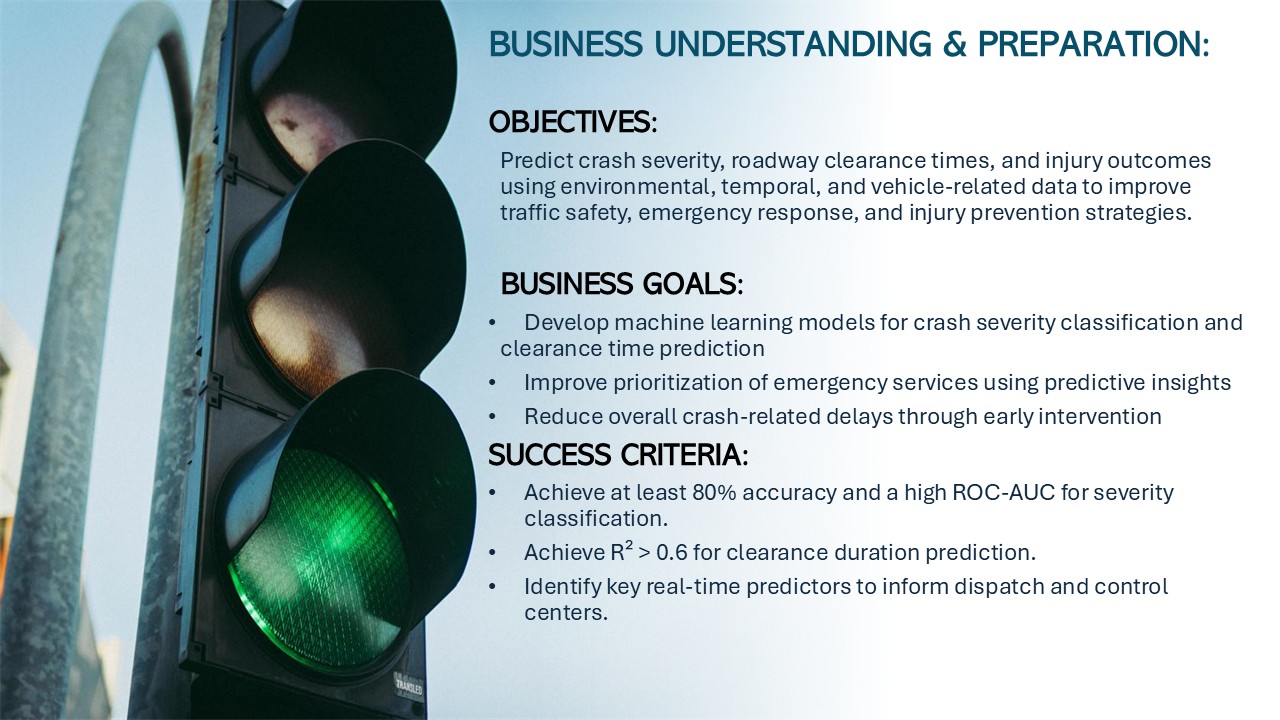 BUSINESS UNDERSTANDING & PREPARATION:
OBJECTIVES:
Predict crash severity, roadway clearance times, and injury outcomes
using environmental, temporal, and vehicle-related data to improve
traffic safety, emergency response, and injury prevention strategies.
BUSINESS GOALS:
• Develop machine learning models for crash severity classification and
clearance time prediction
• Improve prioritization of emergency services using predictive insights
• Reduce overall crash-related delays through early intervention
SUCCESS CRITERIA:
• Achieve at least 80% accuracy and a high ROC-AUC for severity
classification.
• Achieve R² > 0.6 for clearance duration prediction.
• Identify key real-time predictors to inform dispatch and control
centers.
TRANSLED